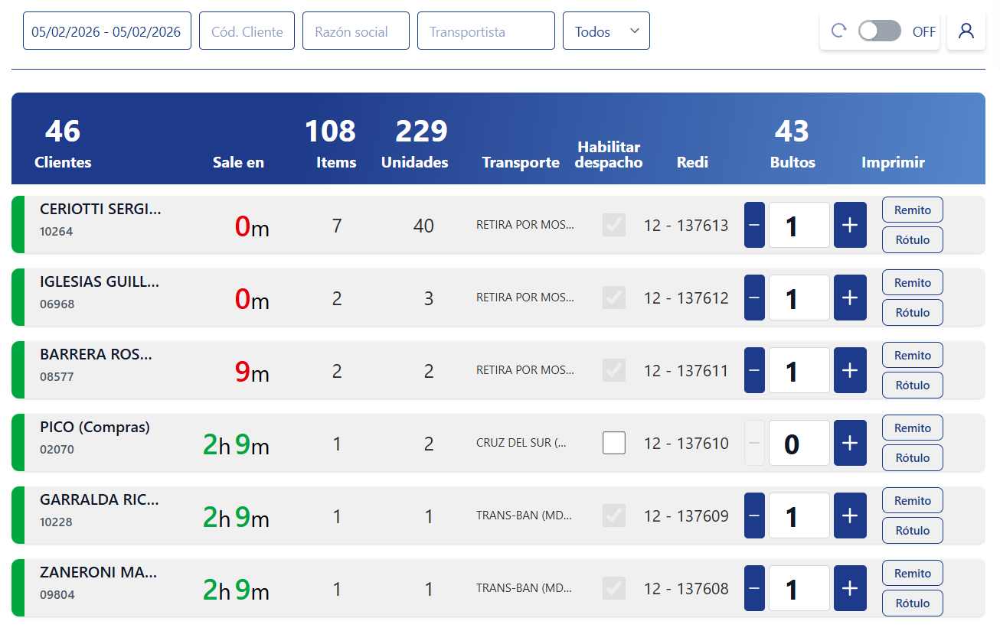 05/02/2026 - 05/02/2026 Cód. Cliente Razón social Transportista Todos OFF
46 108 229 43
Clientes Sale en Items Unidades Transporte Habilitar despacho Redi Bultos Imprimir
CERIOTTI SERGI...
10264
0m 7 40 RETIRA POR MOS... 12 - 137613 − 1 +
Remito
Rótulo
IGLESIAS GUILL...
06968
0m 2 3 RETIRA POR MOS... 12 - 137612 − 1 +
Remito
Rótulo
BARRERA ROS...
08577
9m 2 2 RETIRA POR MOS... 12 - 137611 − 1 +
Remito
Rótulo
PICO (Compras)
02070
2h 9m 1 2 CRUZ DEL SUR (... 12 - 137610 − 0 +
Remito
Rótulo
GARRALDA RIC...
10228
2h 9m 1 1 TRANS-BAN (MD... 12 - 137609 − 1 +
Remito
Rótulo
ZANERONI MA...
09804
2h 9m 1 1 TRANS-BAN (MD... 12 - 137608 − 1 +
Remito
Rótulo